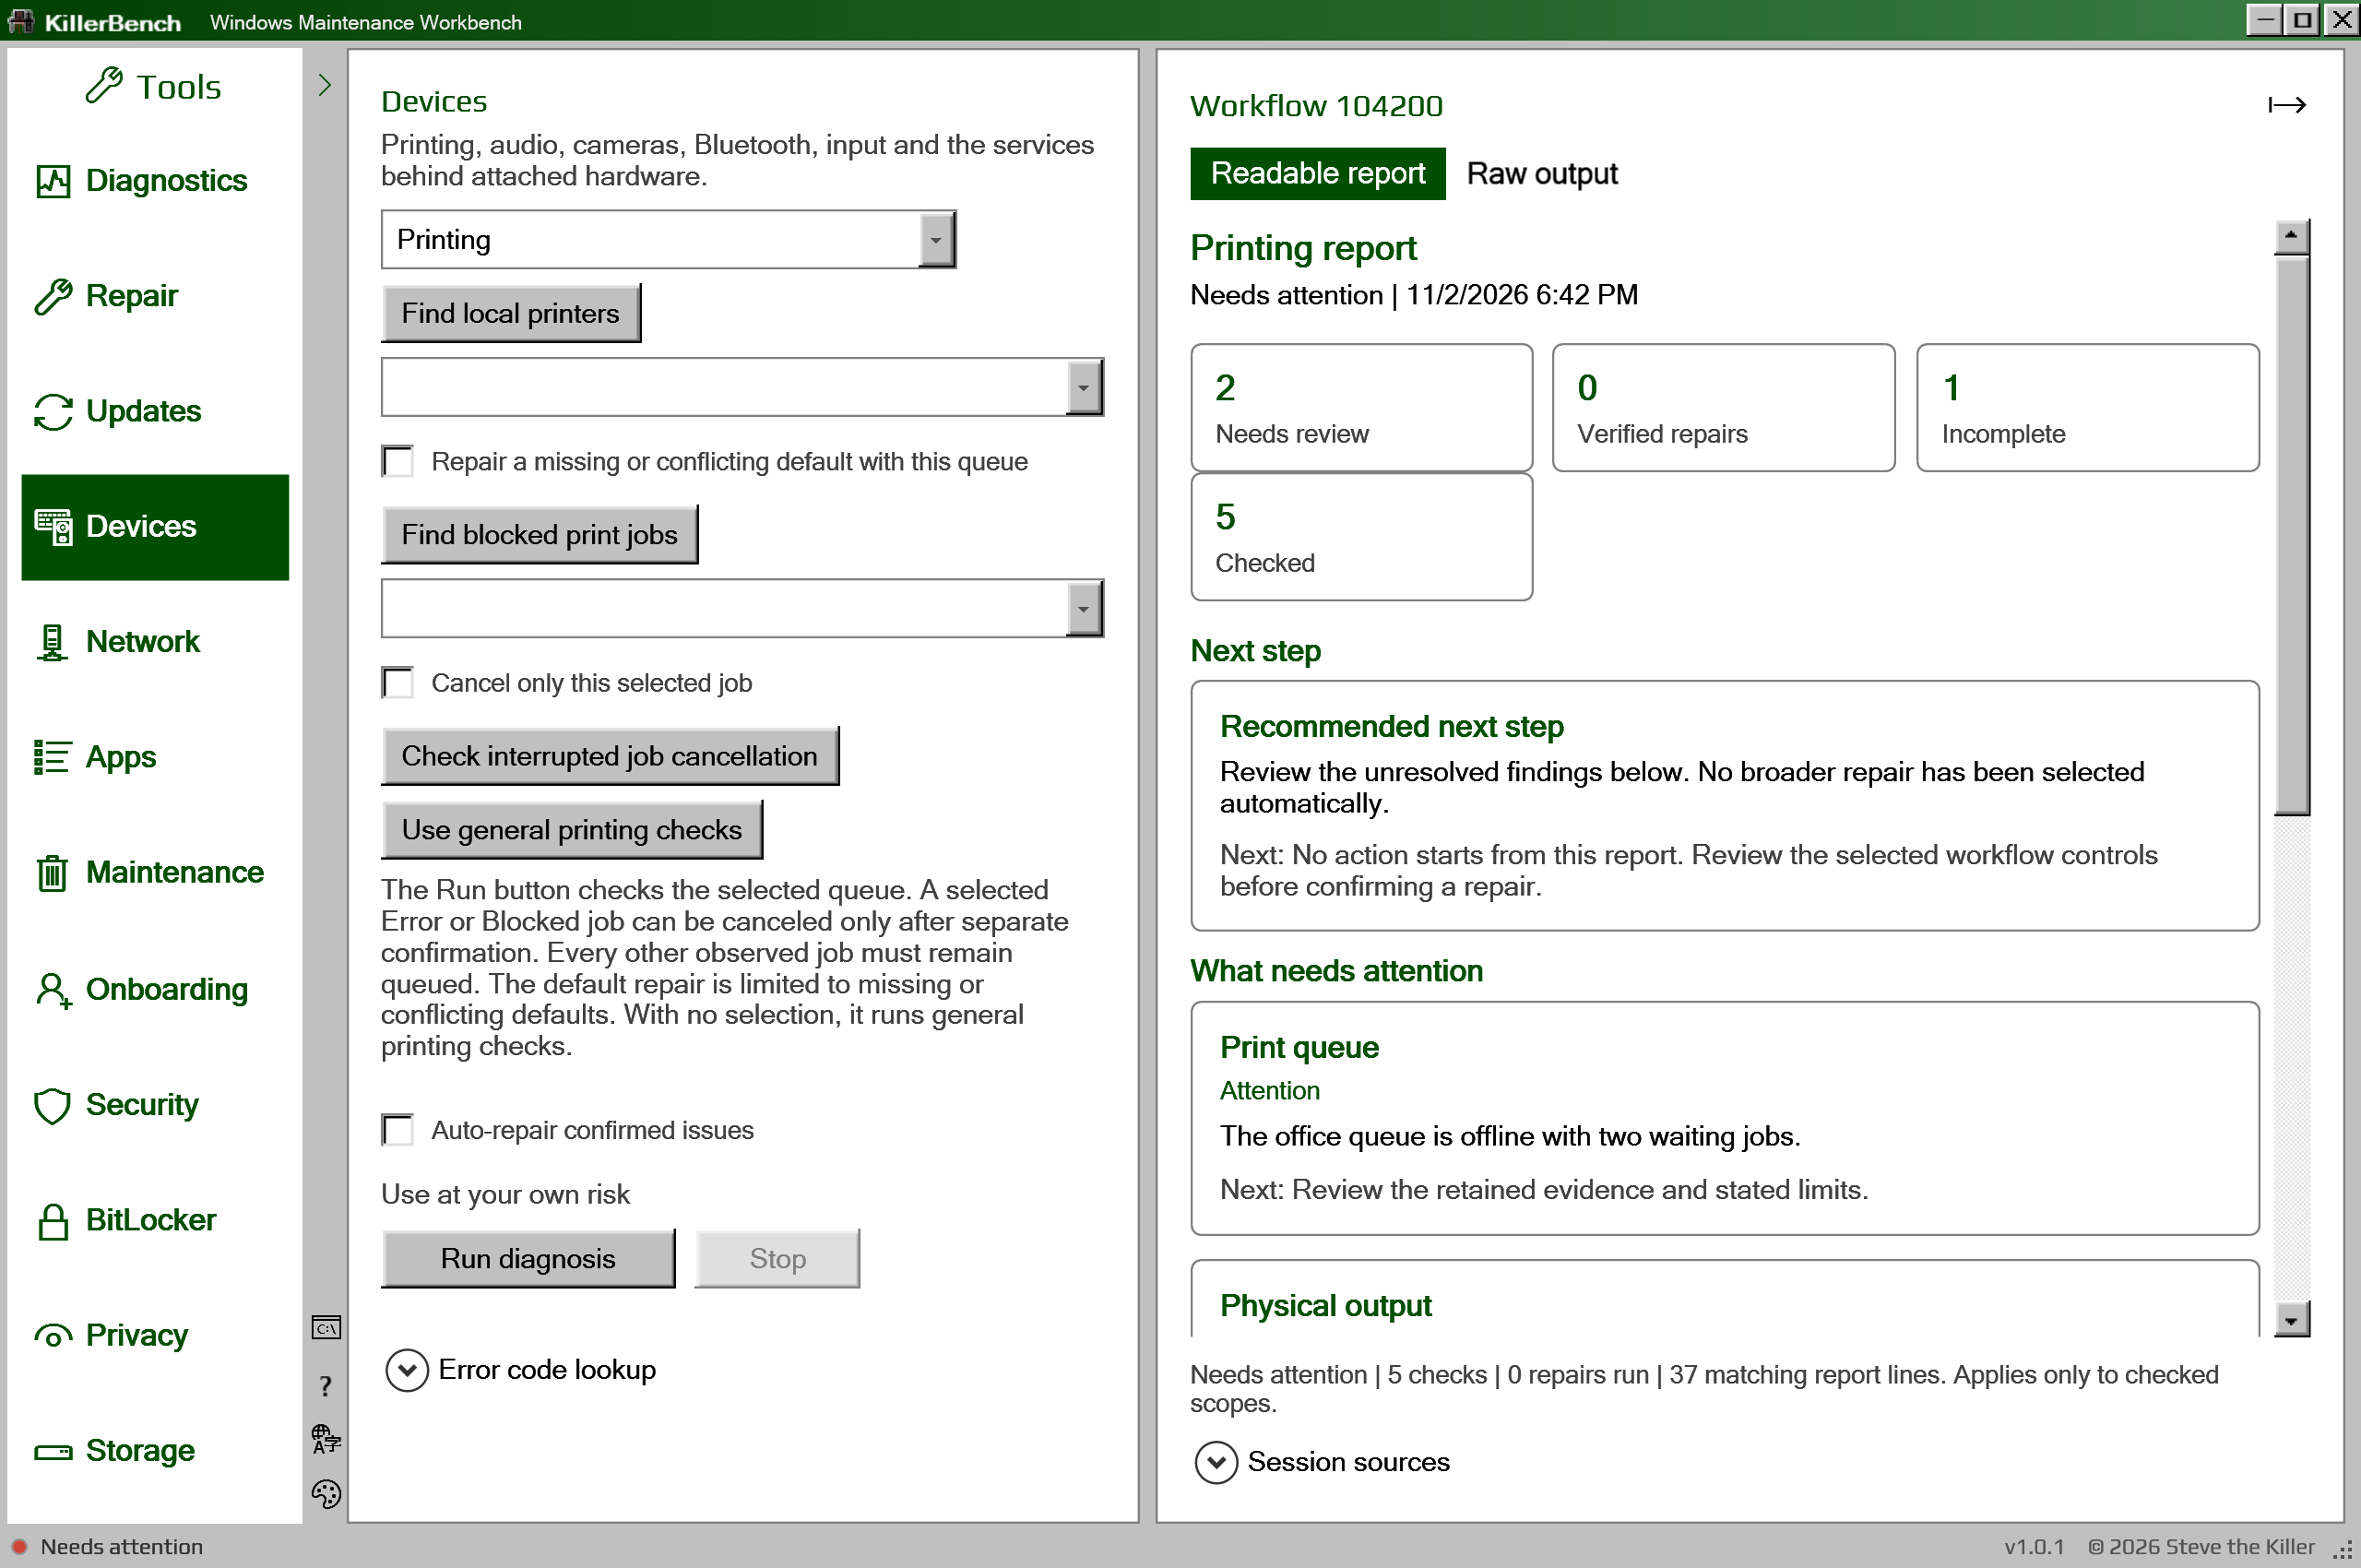 KillerBench Windows Maintenance Workbench
Tools
Diagnostics
Repair
Updates
Devices
Network
Apps
Maintenance
Onboarding
Security
BitLocker
Privacy
Storage
C:\
?
A字
Devices
Printing, audio, cameras, Bluetooth, input and the services
behind attached hardware.
Printing
Find local printers
Repair a missing or conflicting default with this queue
Find blocked print jobs
Cancel only this selected job
Check interrupted job cancellation
Use general printing checks
The Run button checks the selected queue. A selected
Error or Blocked job can be canceled only after separate
confirmation. Every other observed job must remain
queued. The default repair is limited to missing or
conflicting defaults. With no selection, it runs general
printing checks.
Auto-repair confirmed issues
Use at your own risk
Run diagnosis Stop
Error code lookup
Workflow 104200
Readable report Raw output
Printing report
Needs attention | 11/2/2026 6:42 PM
2
Needs review
0
Verified repairs
1
Incomplete
5
Checked
Next step
Recommended next step
Review the unresolved findings below. No broader repair has been selected
automatically.
Next: No action starts from this report. Review the selected workflow controls
before confirming a repair.
What needs attention
Print queue
Attention
The office queue is offline with two waiting jobs.
Next: Review the retained evidence and stated limits.
Physical output
Needs attention | 5 checks | 0 repairs run | 37 matching report lines. Applies only to checked
scopes.
Session sources
Needs attention
v1.0.1 © 2026 Steve the Killer